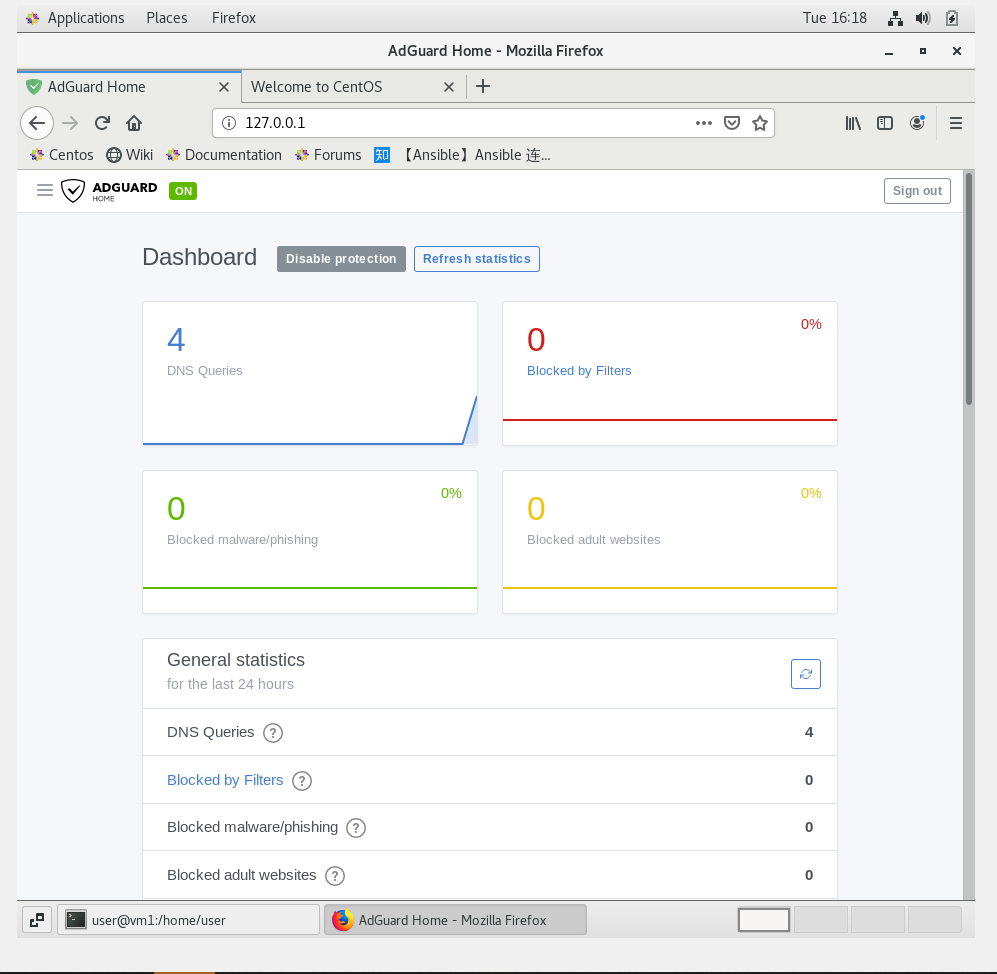 Applications Places Firefox Tue 16:18
AdGuard Home - Mozilla Firefox
AdGuard Home Welcome to CentOS
127.0.0.1
Centos Wiki Documentation Forums 知 【Ansible】Ansible 连...
ADGUARD HOME ON Sign out
Dashboard Disable protection Refresh statistics
4
DNS Queries
0 0%
Blocked by Filters
0 0%
Blocked malware/phishing
0 0%
Blocked adult websites
General statistics
for the last 24 hours
DNS Queries ? 4
Blocked by Filters ? 0
Blocked malware/phishing ? 0
Blocked adult websites ? 0
user@vm1:/home/user AdGuard Home - Mozilla Firefox